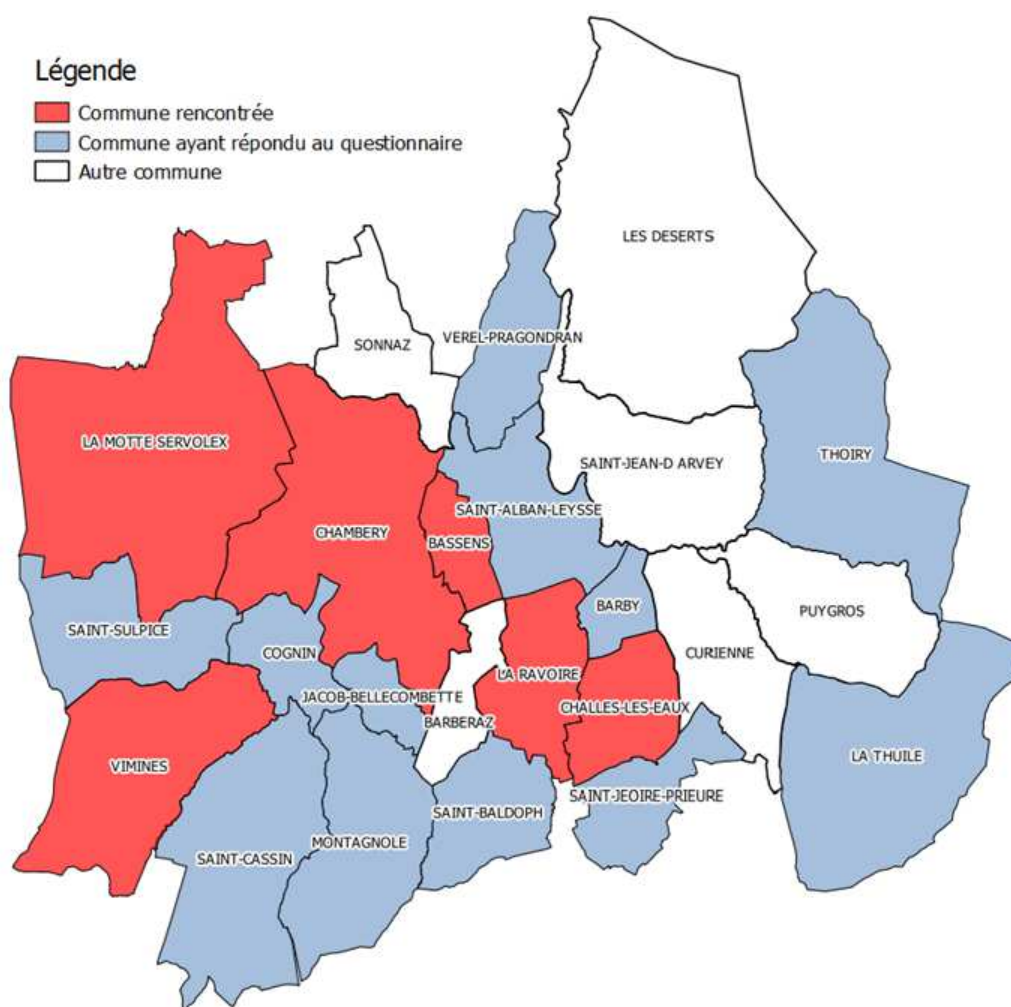 Légende
Commune rencontrée
Commune ayant répondu au questionnaire
Autre commune
LES DESERTS
SONNAZ
VEREL-PRAGONDRAN
LA MOTTE SERVOLEX
SAINT-JEAN-D ARVEY
THOIRY
SAINT-ALBAN-LEYSSE
CHAMBERY
BASSENS
BARBY
PUYGROS
SAINT-SULPICE
COGNIN
CURIENNE
LA RAVOIRE
JACOB-BELLECOMBETTE
CHALLES-LES-EAUX
BARBERAZ
VIMINES
LA THUILE
SAINT-JEOIRE-PRIEURE
SAINT-BALDOPH
MONTAGNOLE
SAINT-CASSIN